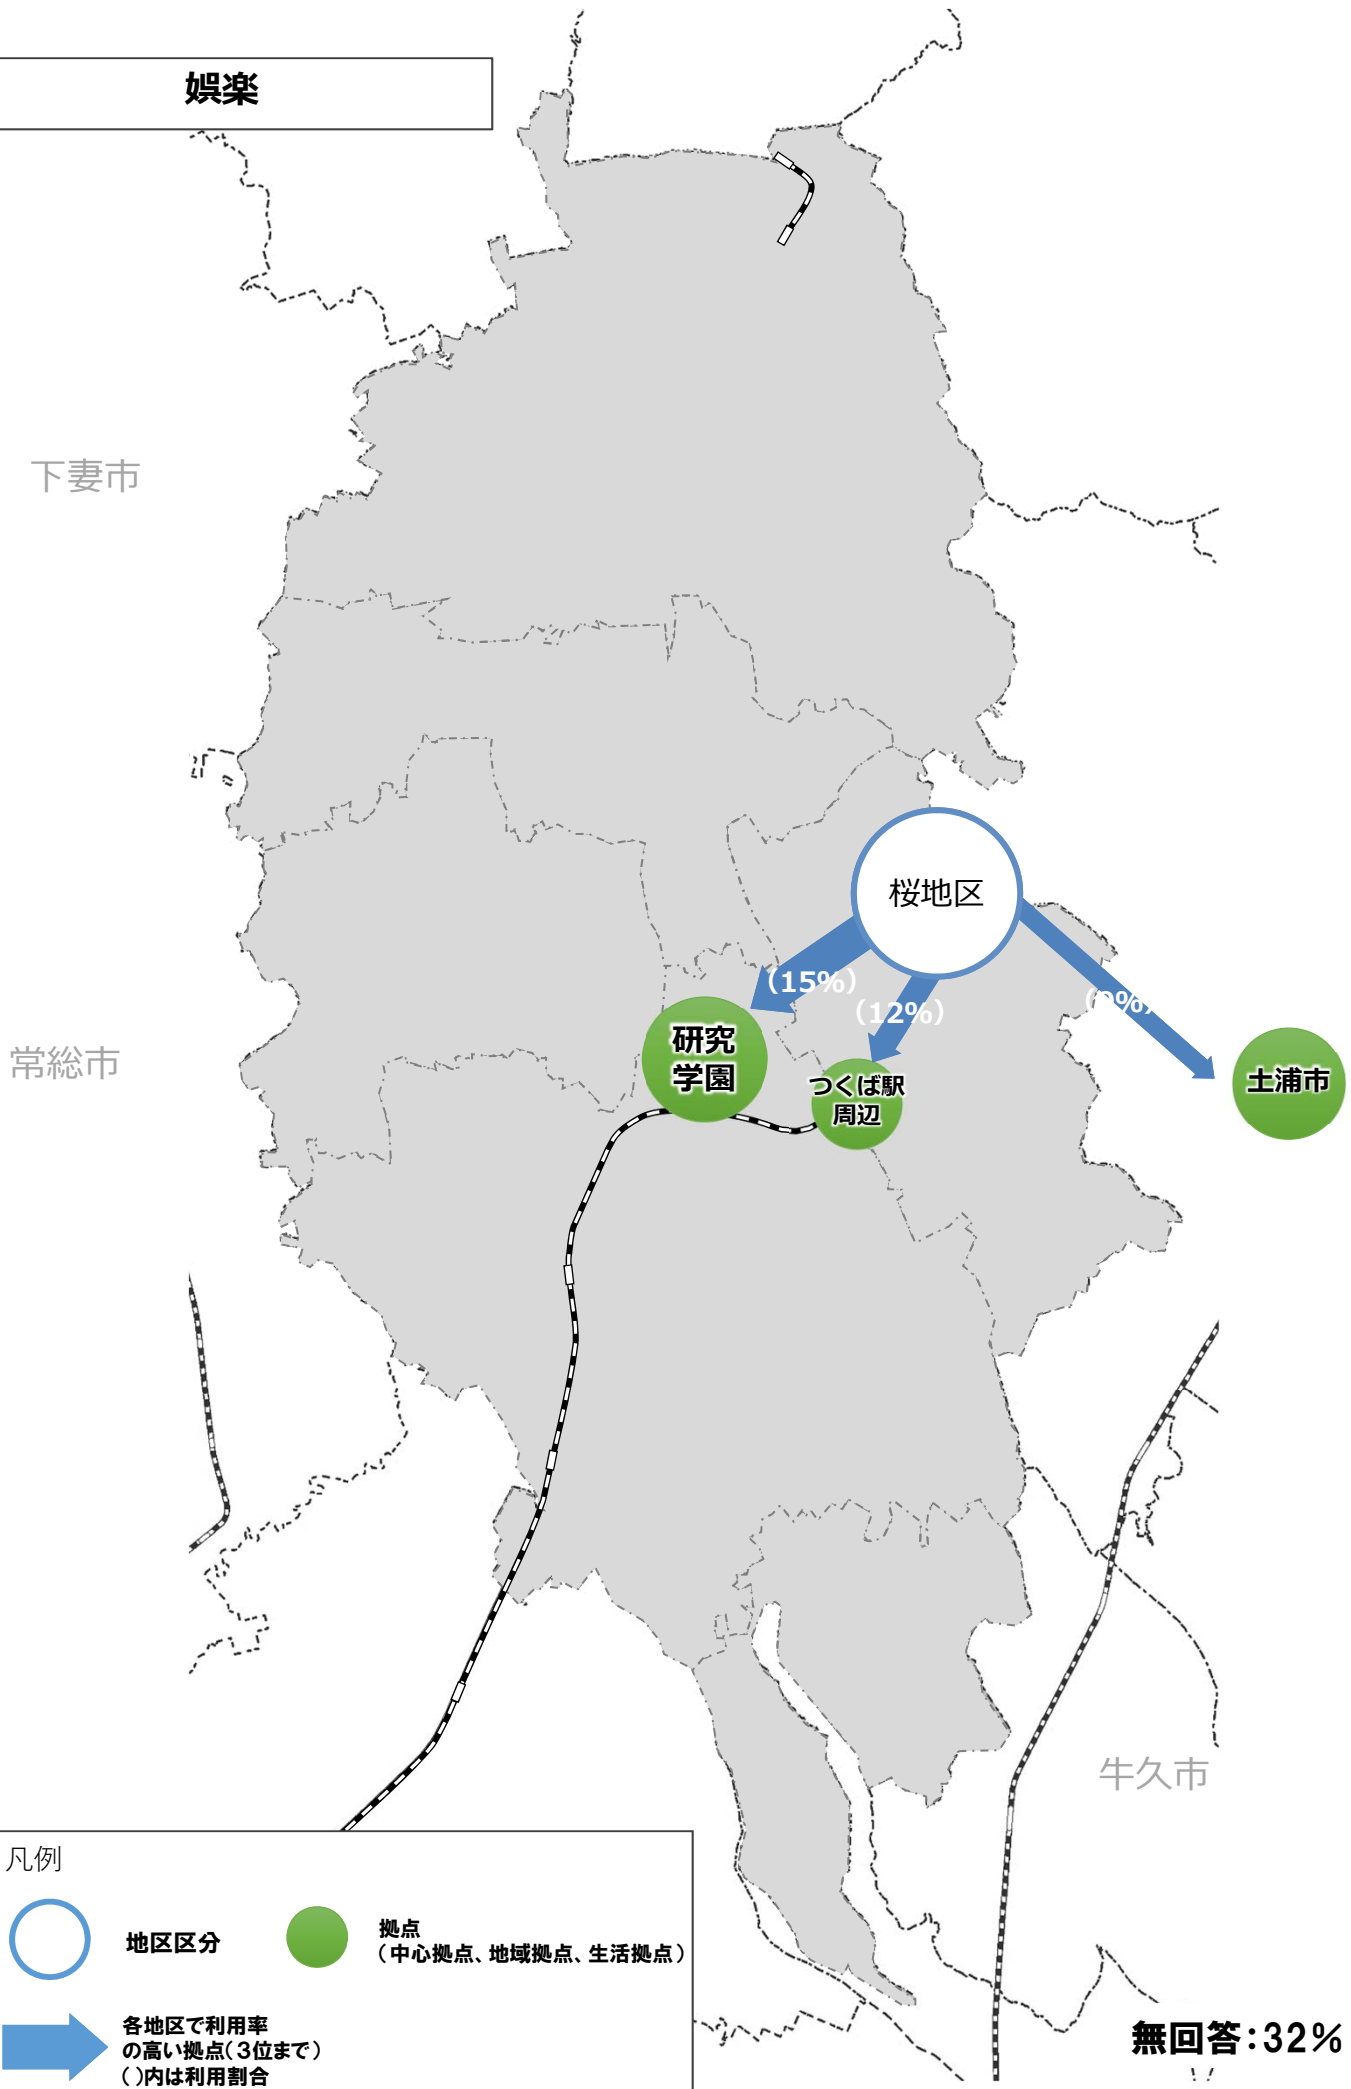 娯楽
下妻市
桜地区
（15%）
（12%）
研究
学園
つくば駅
周辺
土浦市
常総市
牛久市
凡例
地区区分
拠点
（中心拠点、地域拠点、生活拠点）
各地区で利用率
の高い拠点（3位まで）
（ ）内は利用割合
無回答：32%